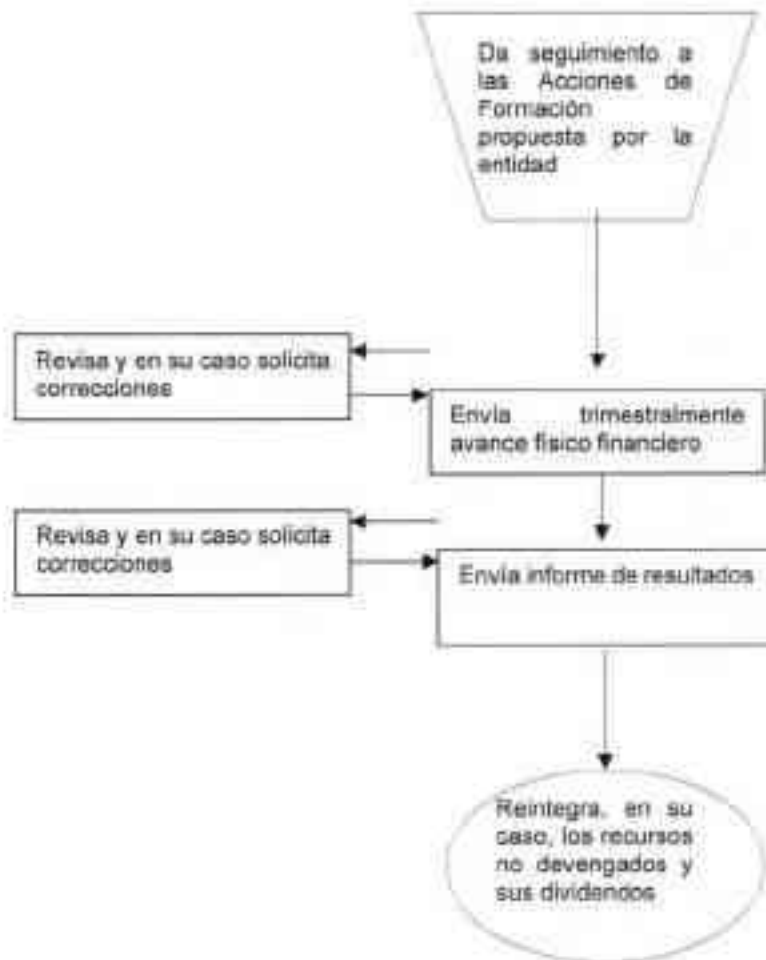 Da seguimiento a
las Acciones de
Formación
propuesta por la
entidad
Revisa y en su caso solicita
correcciones
Envía trimestralmente
avance físico financiero
Revisa y en su caso solicita
correcciones
Envía informe de resultados
Reintegra, en su
caso, los recursos
no devengados y
sus dividendos